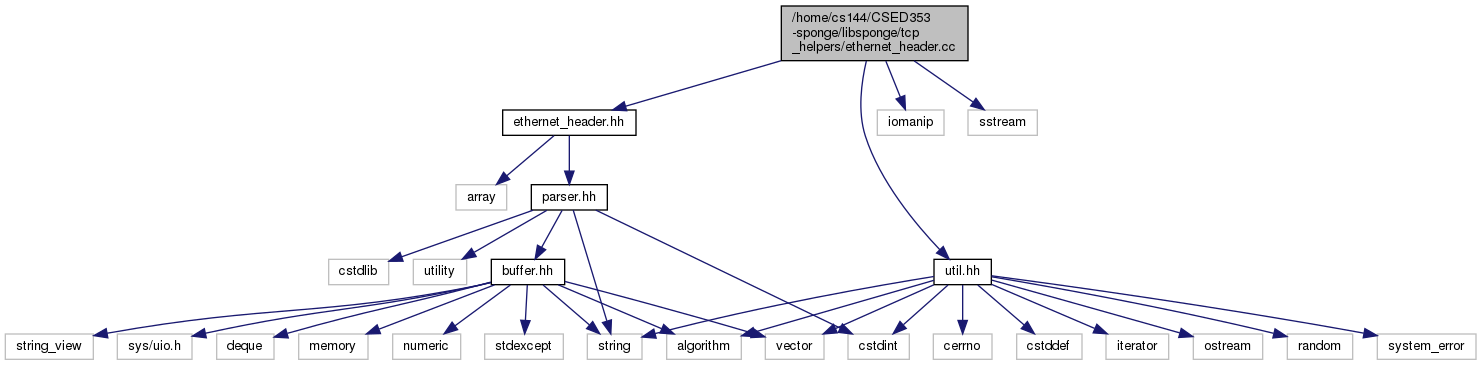 /home/cs144/CSED353
-sponge/libsponge/tcp
_helpers/ethernet_header.cc
ethernet_header.hh
iomanip
sstream
array
parser.hh
cstdlib
utility
buffer.hh
util.hh
string_view
sys/uio.h
deque
memory
numeric
stdexcept
string
algorithm
vector
cstdint
cerrno
cstddef
iterator
ostream
random
system_error